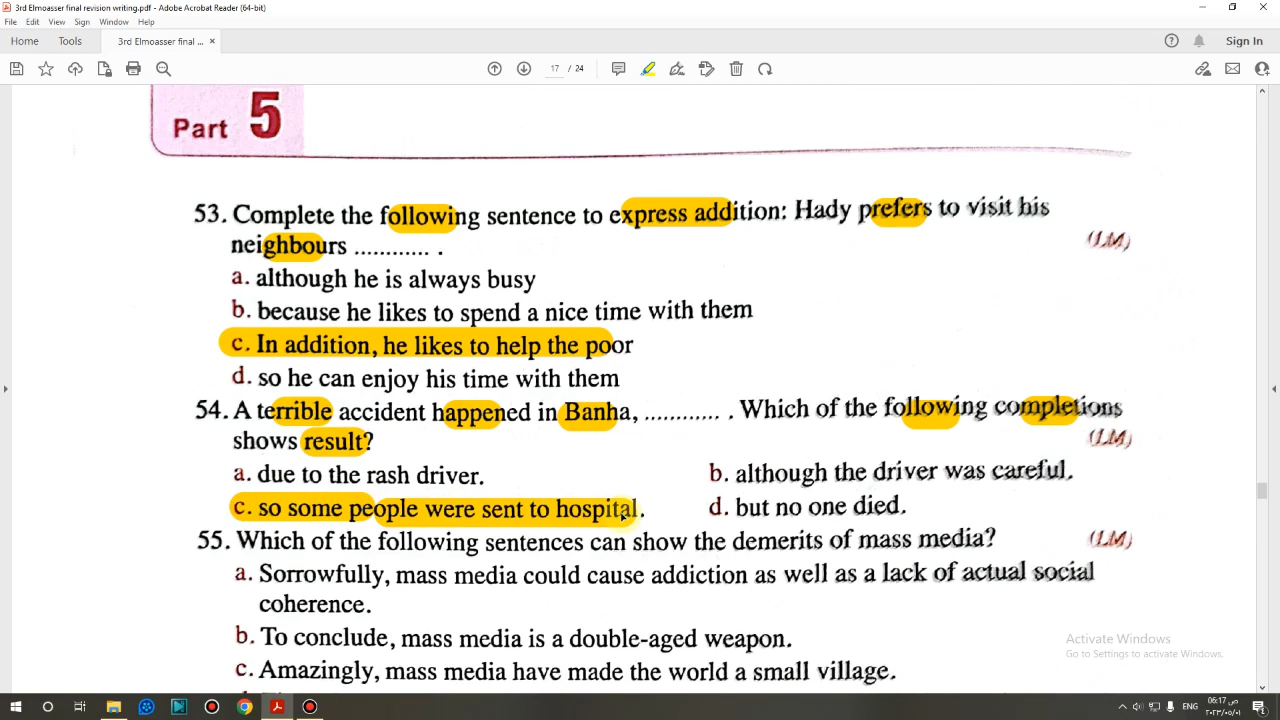 3rd Elmoasser final revision writing.pdf - Adobe Acrobat Reader (64-bit)
File Edit View Sign Window Help
Home Tools 3rd Elmoasser final ... × Sign In
17 / 24
Part 5
53. Complete the following sentence to express addition: Hady prefers to visit his
neighbours ............. . (LM)
a. although he is always busy
b. because he likes to spend a nice time with them
c. In addition, he likes to help the poor
d. so he can enjoy his time with them
54. A terrible accident happened in Banha, ............. . Which of the following completions
shows result? (LM)
a. due to the rash driver. b. although the driver was careful.
c. so some people were sent to hospital. d. but no one died.
55. Which of the following sentences can show the demerits of mass media? (LM)
a. Sorrowfully, mass media could cause addiction as well as a lack of actual social
coherence.
b. To conclude, mass media is a double-aged weapon.
c. Amazingly, mass media have made the world a small village.
Activate Windows
Go to Settings to activate Windows.
ENG 06:17 ص